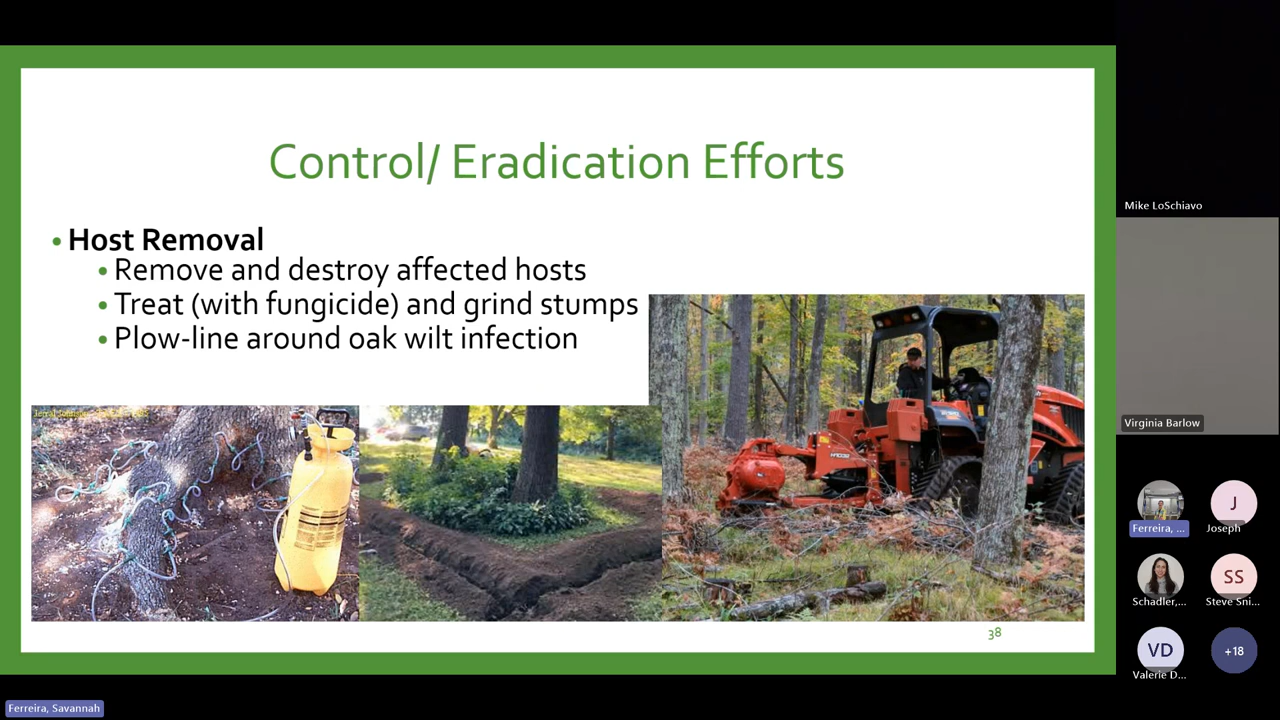 Control/ Eradication Efforts
• Host Removal
• Remove and destroy affected hosts
• Treat (with fungicide) and grind stumps
• Plow-line around oak wilt infection
38
Mike LoSchiavo
Virginia Barlow
Ferreira, ...
J
Joseph
Schadler,...
SS
Steve Sni...
VD
Valerie D...
+18
Ferreira, Savannah